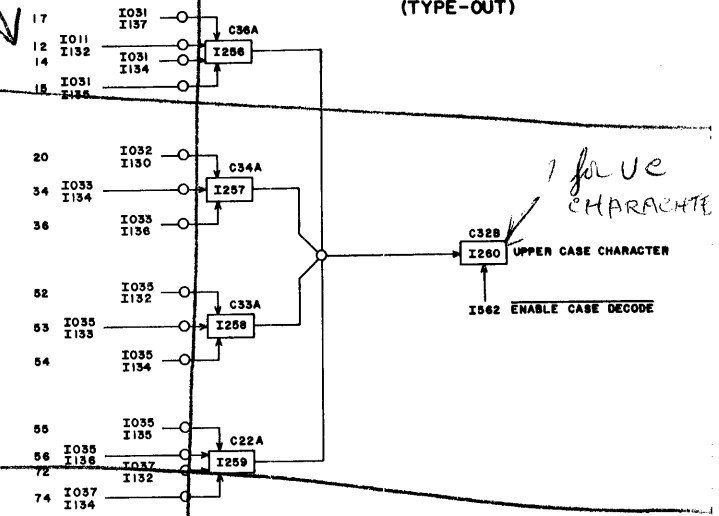 (TYPE-OUT)
17 I031 I137
C36A
I256
12 I011 I132
14 I031 I134
15 I031 I135
20 I032 I130
C34A
I257
34 I033 I134
36 I033 I136
1 for UC
CHARACHTE
C32B
I260 UPPER CASE CHARACTER
I562 ENABLE CASE DECODE
52 I035 I132
C33A
I258
53 I035 I133
54 I035 I134
55 I035 I135
C22A
I259
56 I035 I136
72 I037 I132
74 I037 I134